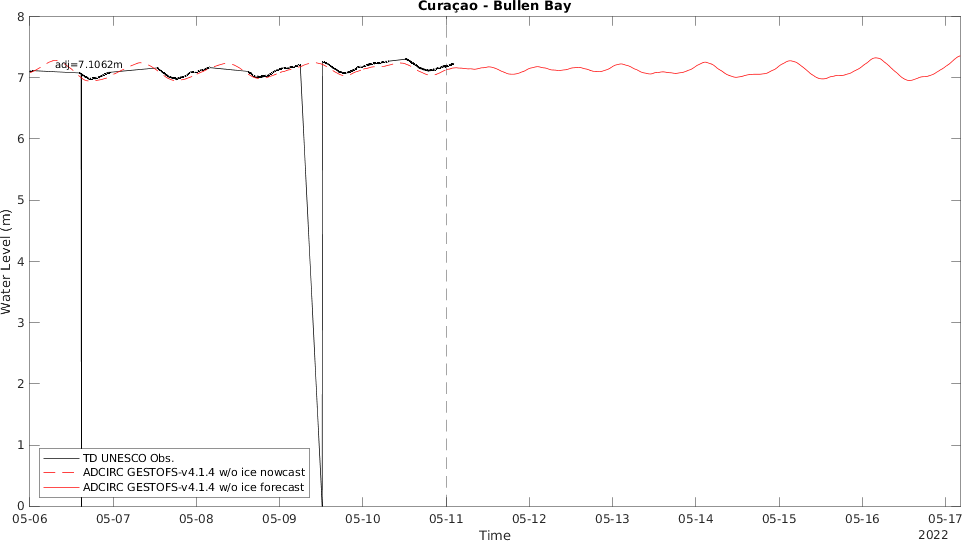 Curaçao - Bullen Bay
8
7
6
5
4
3
2
1
0
Water Level (m)
adj=7.1062m
TD UNESCO Obs.
ADCIRC GESTOFS-v4.1.4 w/o ice nowcast
ADCIRC GESTOFS-v4.1.4 w/o ice forecast
05-06 05-07 05-08 05-09 05-10 05-11 05-12 05-13 05-14 05-15 05-16 05-17
Time
2022